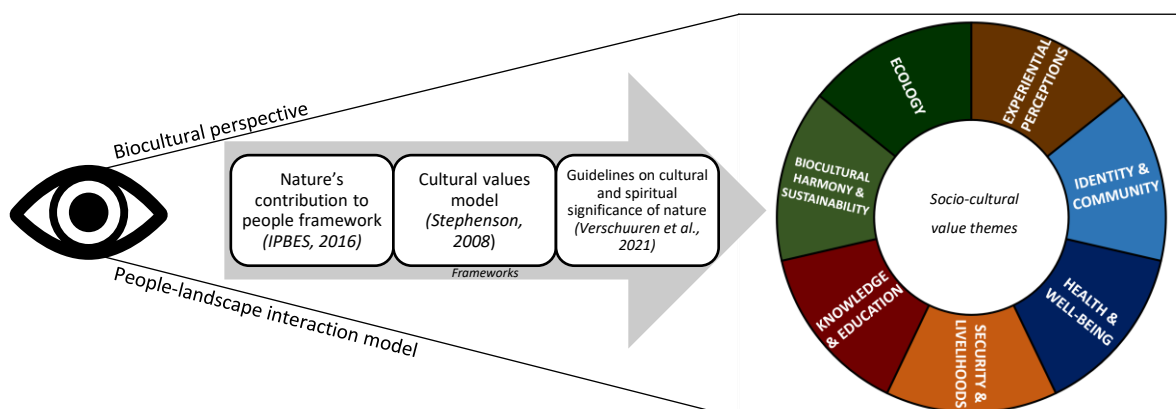 Biocultural perspective
People-landscape interaction model
Nature's
contribution to
people framework
(IPBES, 2016)
Cultural values
model
(Stephenson,
2008)
Guidelines on cultural
and spiritual
significance of nature
(Verschuuren et al.,
2021)
Frameworks
ECOLOGY
EXPERIENTIAL
PERCEPTIONS
IDENTITY &
COMMUNITY
HEALTH &
WELL-BEING
SECURITY &
LIVELIHOODS
KNOWLEDGE
& EDUCATION
BIOCULTURAL
HARMONY &
SUSTAINABILITY
Socio-cultural
value themes